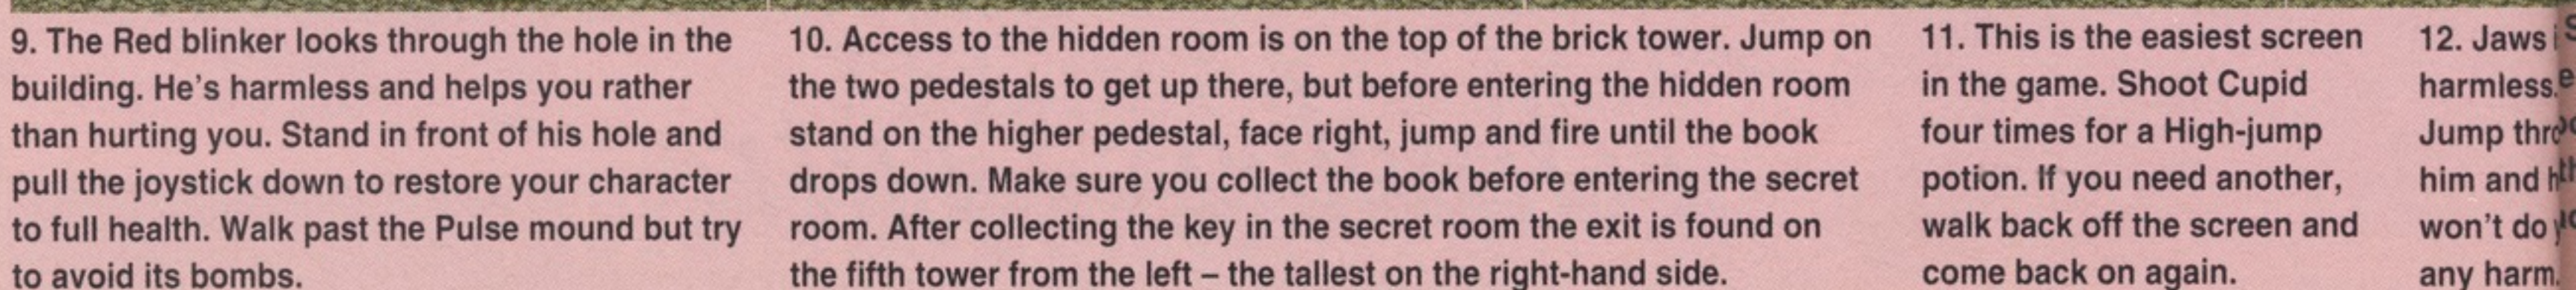 9. The Red blinker looks through the hole in the
building. He's harmless and helps you rather
than hurting you. Stand in front of his hole and
pull the joystick down to restore your character
to full health. Walk past the Pulse mound but try
to avoid its bombs.
10. Access to the hidden room is on the top of the brick tower. Jump on
the two pedestals to get up there, but before entering the hidden room
stand on the higher pedestal, face right, jump and fire until the book
drops down. Make sure you collect the book before entering the secret
room. After collecting the key in the secret room the exit is found on
the fifth tower from the left – the tallest on the right-hand side.
11. This is the easiest screen
in the game. Shoot Cupid
four times for a High-jump
potion. If you need another,
walk back off the screen and
come back on again.
12. Jaws
harmless.
Jump
him and
won't do
any harm.